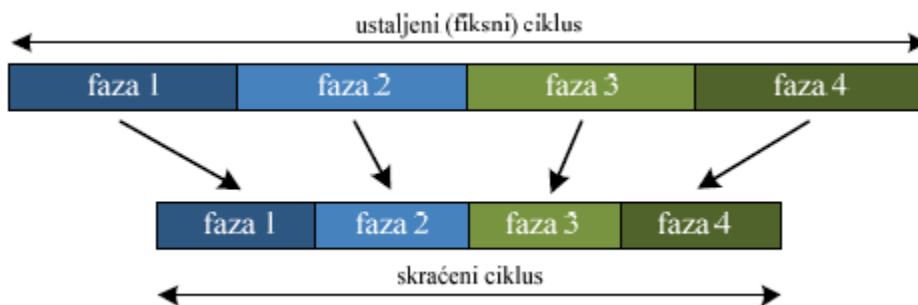 ustaljeni (fiksni) ciklus
faza 1 faza 2 faza 3 faza 4
faza 1 faza 2 faza 3 faza 4
skraćeni ciklus